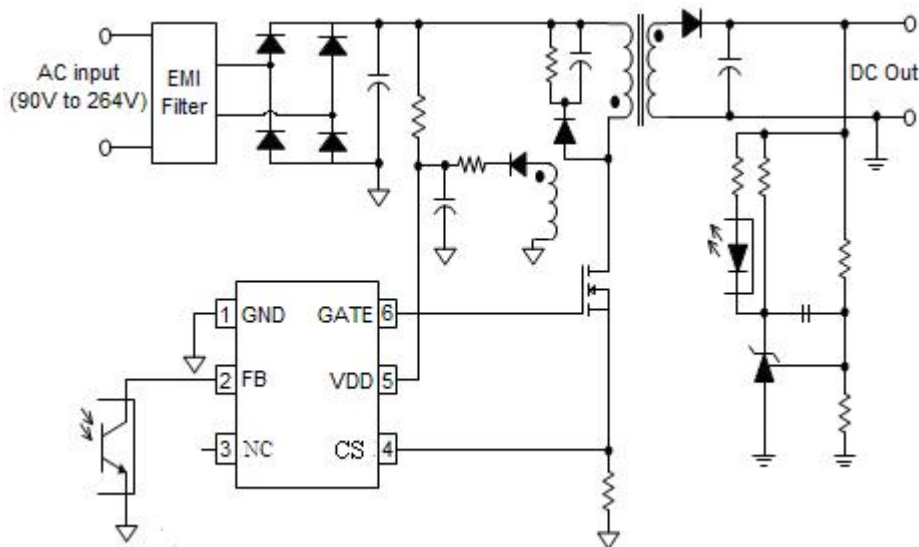 AC input
(90V to 264V)
EMI
Filter
DC Out
1 GND GATE 6
2 FB VDD 5
3 NC CS 4